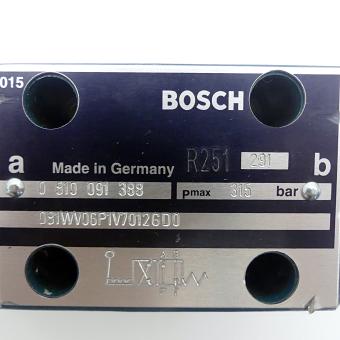 015
BOSCH
a Made in Germany R251 291 b
0 810 091 388 pmax 315 bar
081WV06P1V7012GD0
A B